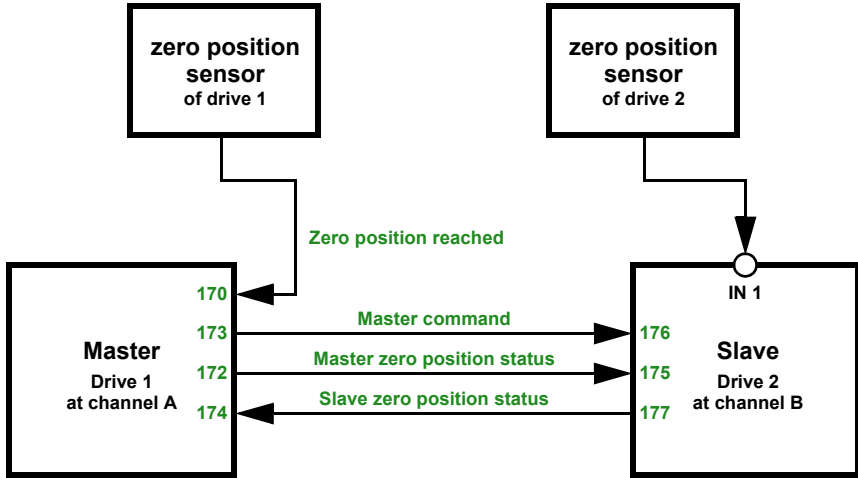 zero position
sensor
of drive 1
zero position
sensor
of drive 2
Zero position reached
IN 1
170
173
Master command
176
Master
Slave
172
Master zero position status
175
Drive 1
at channel A
Drive 2
at channel B
174
Slave zero position status
177